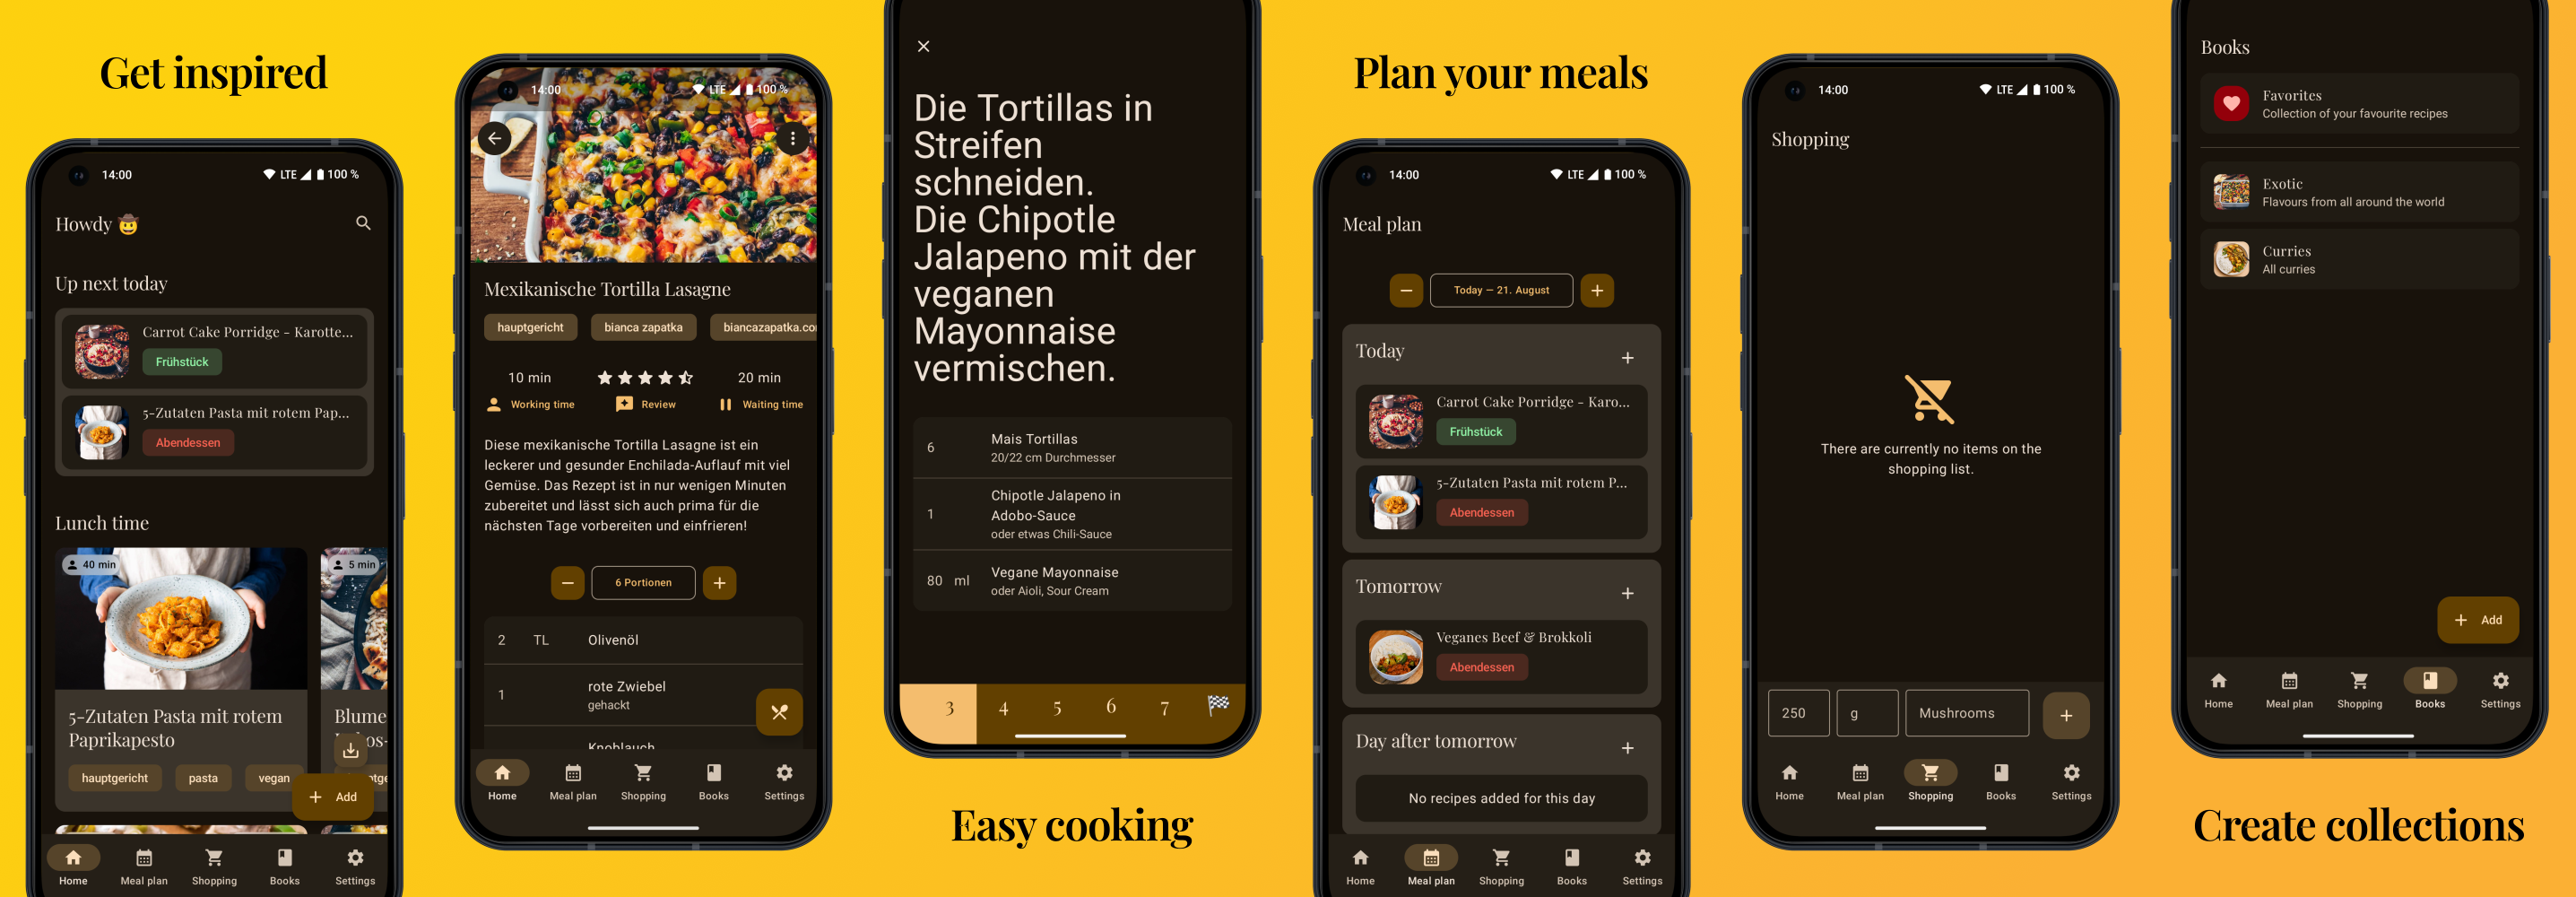 Get inspired
14:00
LTE 100 %
Howdy
Up next today
Carrot Cake Porridge - Karotte...
Frühstück
5-Zutaten Pasta mit rotem Pap...
Abendessen
Lunch time
40 min
5 min
5-Zutaten Pasta mit rotem
Paprikapesto
Blume
hauptgericht
pasta
vegan
Add
Home
Meal plan
Shopping
Books
Settings
14:00
LTE 100 %
Mexikanische Tortilla Lasagne
hauptgericht
bianca zapatka
biancazapatka.co
10 min
20 min
Working time
Review
Waiting time
Diese mexikanische Tortilla Lasagne ist ein
leckerer und gesunder Enchilada-Auflauf mit viel
Gemüse. Das Rezept ist in nur wenigen Minuten
zubereitet und lässt sich auch prima für die
nächsten Tage vorbereiten und einfrieren!
6 Portionen
2 TL Olivenöl
1 rote Zwiebel
gehackt
Knoblauch
Home
Meal plan
Shopping
Books
Settings
Die Tortillas in
Streifen
schneiden.
Die Chipotle
Jalapeno mit der
veganen
Mayonnaise
vermischen.
6 Mais Tortillas
20/22 cm Durchmesser
1 Chipotle Jalapeno in
Adobo-Sauce
oder etwas Chili-Sauce
80 ml Vegane Mayonnaise
oder Aioli, Sour Cream
3 4 5 6 7
Easy cooking
Plan your meals
14:00
LTE 100 %
Meal plan
Today — 21. August
Today
Carrot Cake Porridge - Karo...
Frühstück
5-Zutaten Pasta mit rotem P...
Abendessen
Tomorrow
Veganes Beef & Brokkoli
Abendessen
Day after tomorrow
No recipes added for this day
Home
Meal plan
Shopping
Books
Settings
14:00
LTE 100 %
Shopping
There are currently no items on the
shopping list.
250
g
Mushrooms
Home
Meal plan
Shopping
Books
Settings
Books
Favorites
Collection of your favourite recipes
Exotic
Flavours from all around the world
Curries
All curries
Add
Home
Meal plan
Shopping
Books
Settings
Create collections